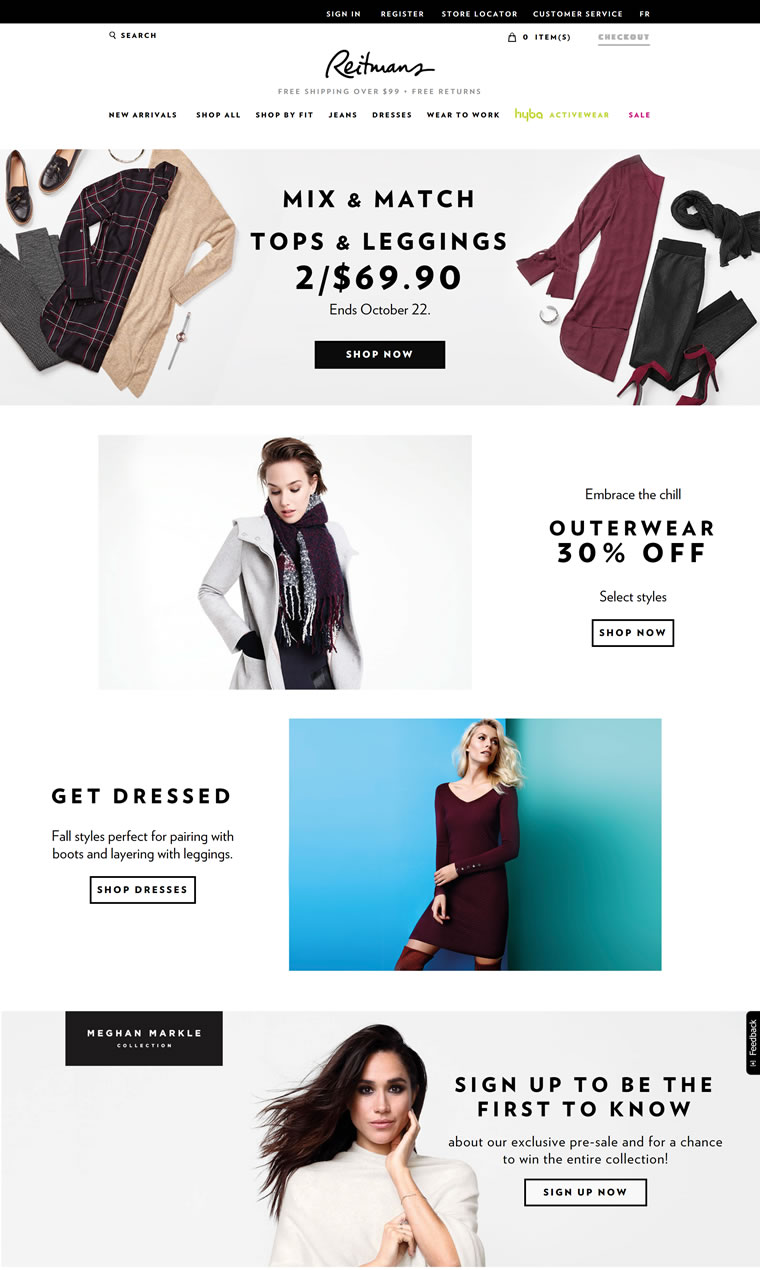 SIGN IN REGISTER STORE LOCATOR CUSTOMER SERVICE FR
SEARCH
0 ITEM(S) CHECKOUT
Reitmans
FREE SHIPPING OVER $99 • FREE RETURNS
NEW ARRIVALS SHOP ALL SHOP BY FIT JEANS DRESSES WEAR TO WORK hyba ACTIVEWEAR SALE
MIX & MATCH
TOPS & LEGGINGS
2/$69.90
Ends October 22.
SHOP NOW
Embrace the chill
OUTERWEAR
30% OFF
Select styles
SHOP NOW
GET DRESSED
Fall styles perfect for pairing with
boots and layering with leggings.
SHOP DRESSES
MEGHAN MARKLE
COLLECTION
SIGN UP TO BE THE
FIRST TO KNOW
about our exclusive pre-sale and for a chance
to win the entire collection!
SIGN UP NOW
Feedback